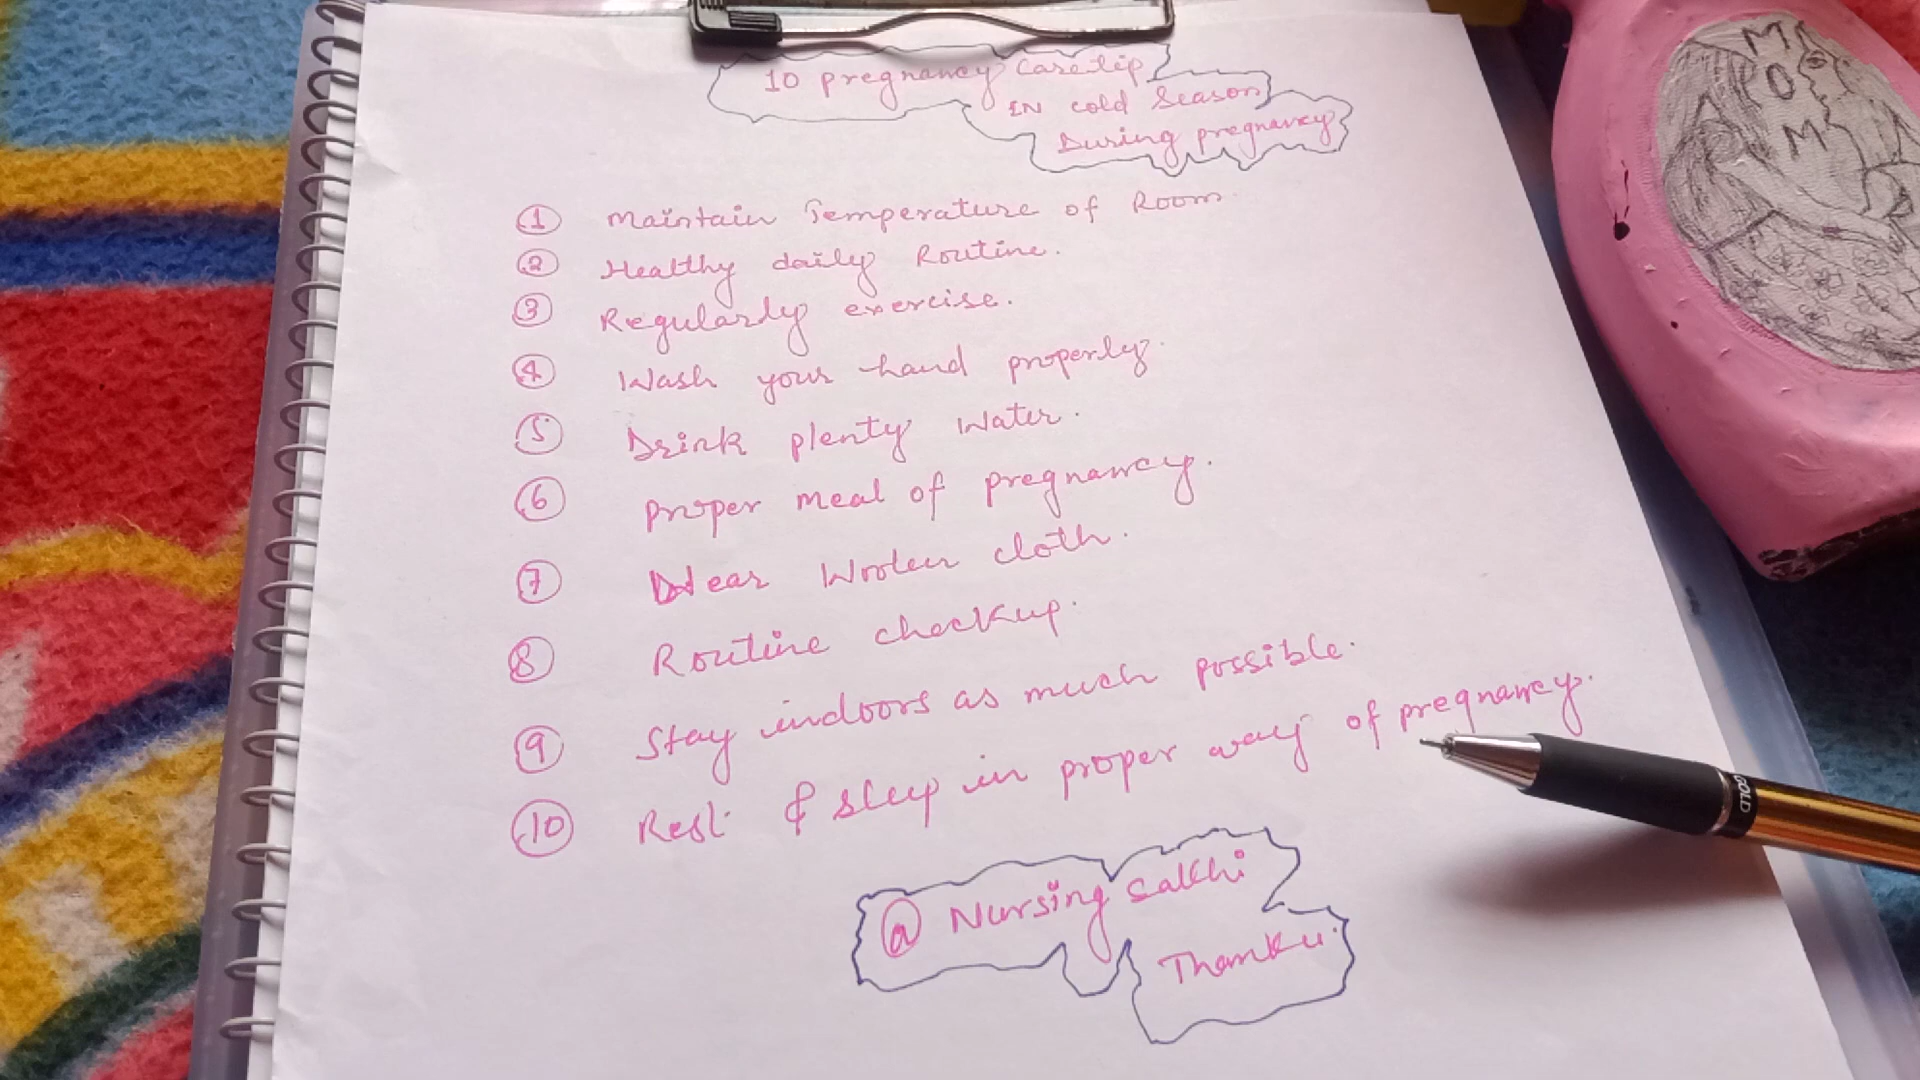 10 pregnancy care tip
IN cold Season
During pregnancy
① Maintain Temperature of Room.
② Healthy daily Routine.
③ Regularly exercise.
④ Wash your hand properly.
⑤ Drink plenty Water.
⑥ Proper meal of pregnancy.
⑦ Wear Woolen cloth.
⑧ Routine checkup.
⑨ Stay indoors as much possible.
⑩ Rest & sleep in proper way of pregnancy.
@ Nursing Sakhi
Thanku.
MOM
GOLD